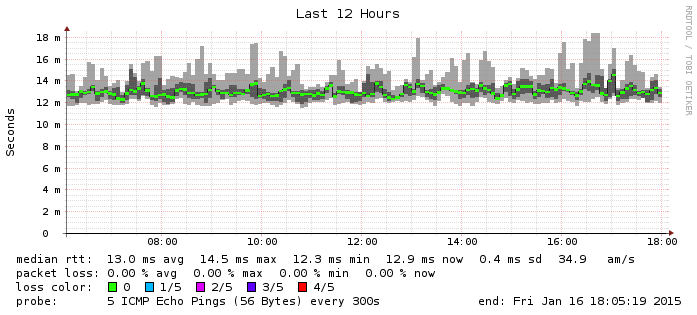 Last 12 Hours
RRDTOOL / TOBI OETIKER
Seconds
18 m
16 m
14 m
12 m
10 m
8 m
6 m
4 m
2 m
0
08:00 10:00 12:00 14:00 16:00 18:00
median rtt: 13.0 ms avg 14.5 ms max 12.3 ms min 12.9 ms now 0.4 ms sd 34.9 am/s
packet loss: 0.00 % avg 0.00 % max 0.00 % min 0.00 % now
loss color: 0 1/5 2/5 3/5 4/5
probe: 5 ICMP Echo Pings (56 Bytes) every 300s end: Fri Jan 16 18:05:19 2015